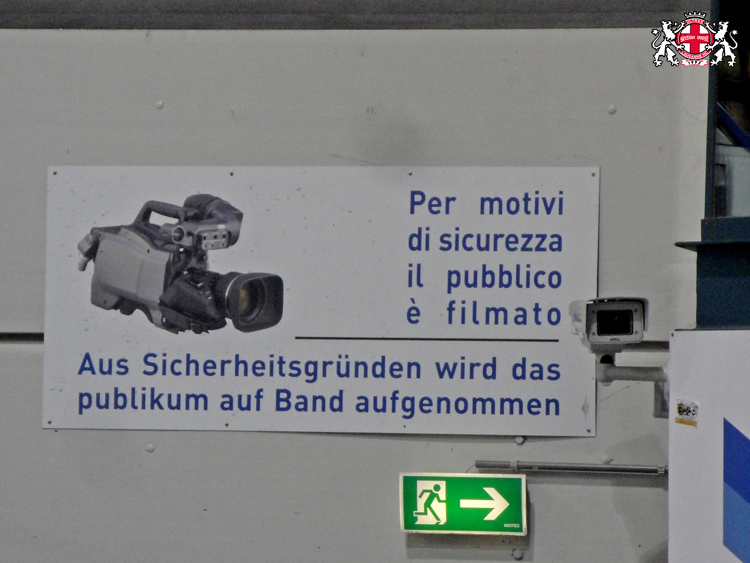 Per motivi
di sicurezza
il pubblico
è filmato
Aus Sicherheitsgründen wird das
publikum auf Band aufgenommen